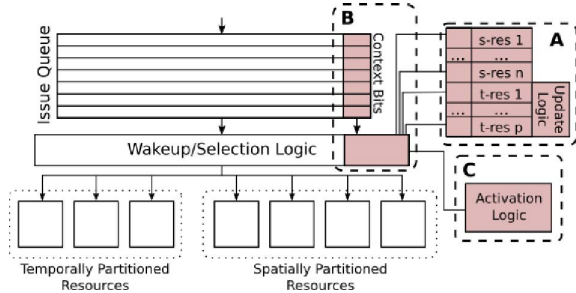 B
Issue Queue
Context Bits
A
s-res 1
... ...
s-res n
t-res 1
... ...
t-res p
Update
Logic
Wakeup/Selection Logic
C
Activation
Logic
Temporally Partitioned
Resources
Spatially Partitioned
Resources